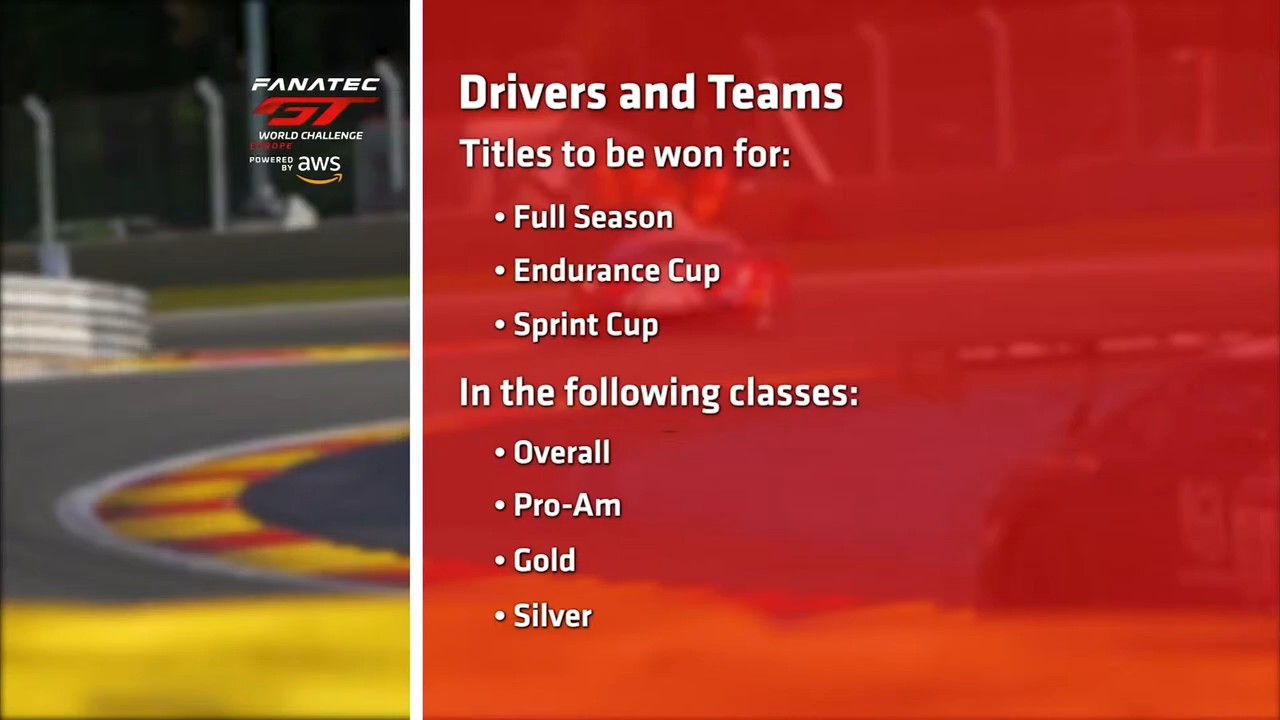 FANATEC
GT
WORLD CHALLENGE
EUROPE
POWERED BY aws
Drivers and Teams
Titles to be won for:
• Full Season
• Endurance Cup
• Sprint Cup
In the following classes:
• Overall
• Pro-Am
• Gold
• Silver